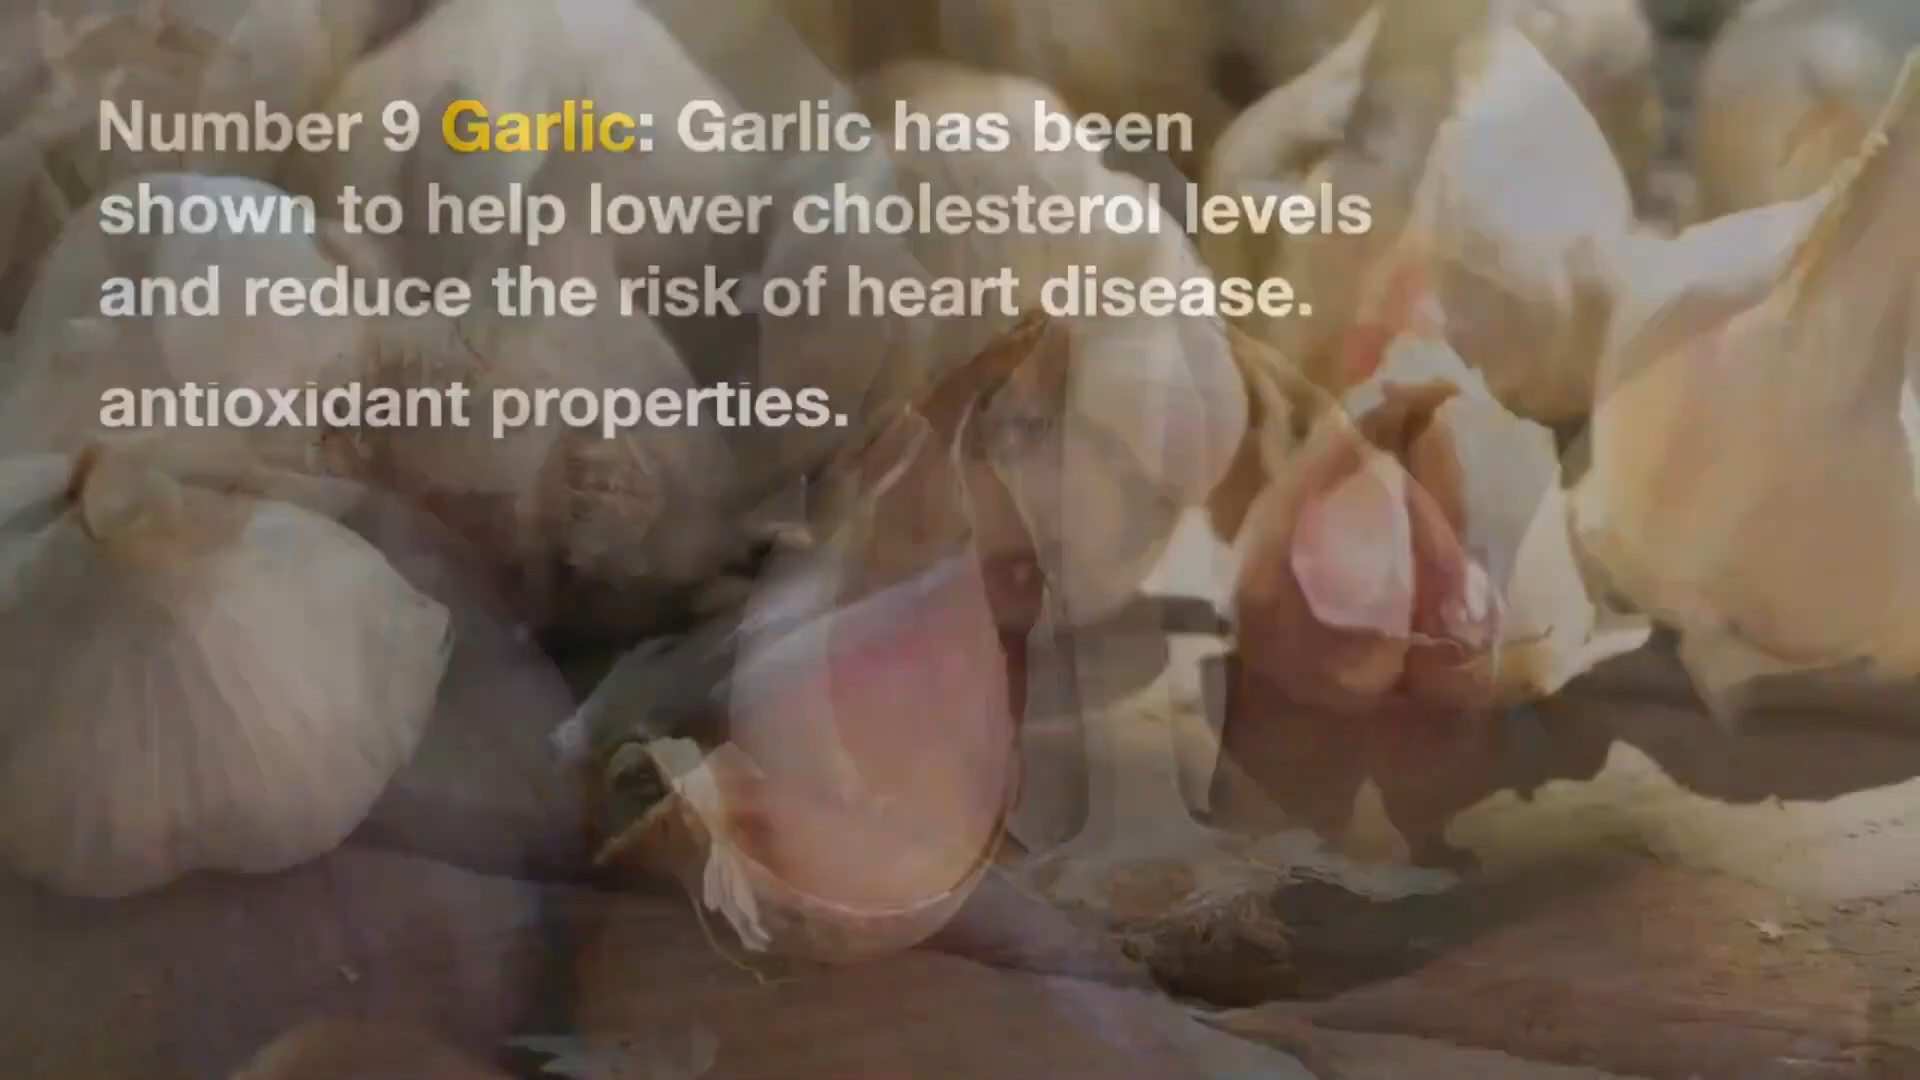 Number 9 Garlic: Garlic has been
shown to help lower cholesterol levels
and reduce the risk of heart disease.
antioxidant properties.